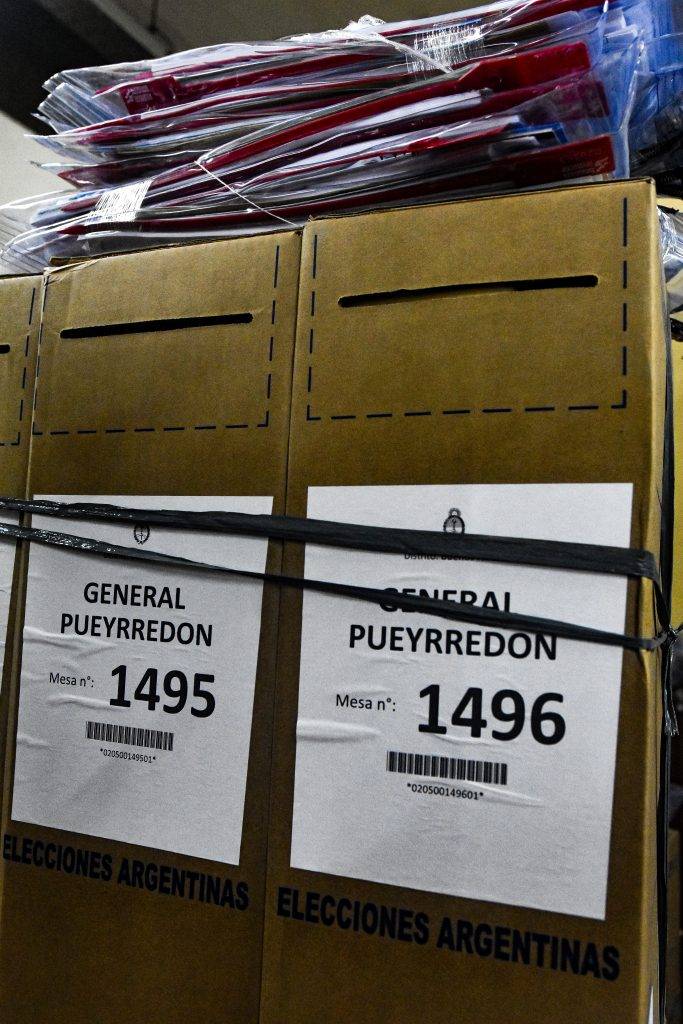 GENERAL
PUEYRREDON
Mesa n°: 1495
*020500149501*
ELECCIONES ARGENTINAS
GENERAL
PUEYRREDON
Mesa n°: 1496
*020500149601*
ELECCIONES ARGENTINAS